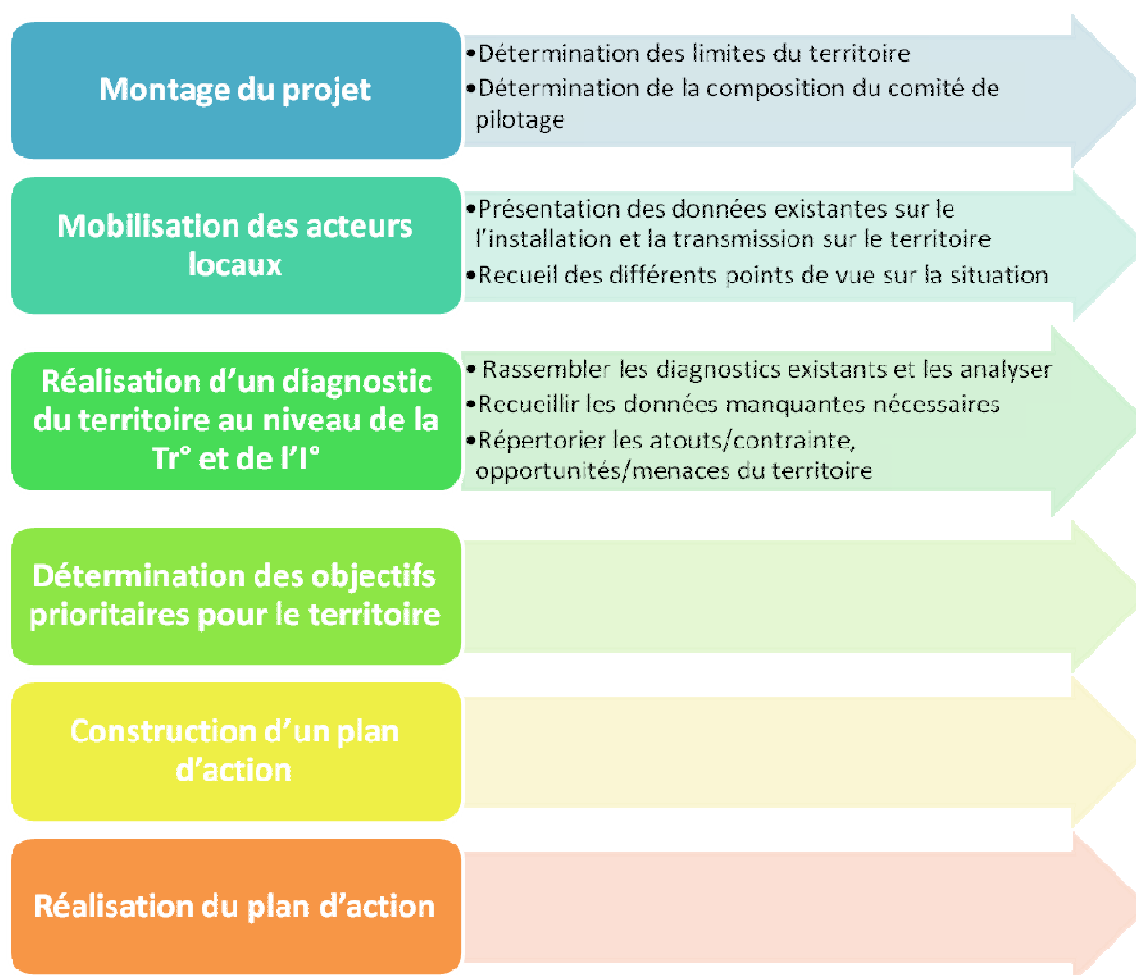 Montage du projet
•Détermination des limites du territoire
•Détermination de la composition du comité de
pilotage
Mobilisation des acteurs
locaux
•Présentation des données existantes sur le
l’installation et la transmission sur le territoire
•Recueil des différents points de vue sur la situation
Réalisation d’un diagnostic
du territoire au niveau de la
Tr° et de l’I°
• Rassembler les diagnostics existants et les analyser
•Recueillir les données manquantes nécessaires
•Répertorier les atouts/contrainte,
opportunités/menaces du territoire
Détermination des objectifs
prioritaires pour le territoire
Construction d’un plan
d’action
Réalisation du plan d’action